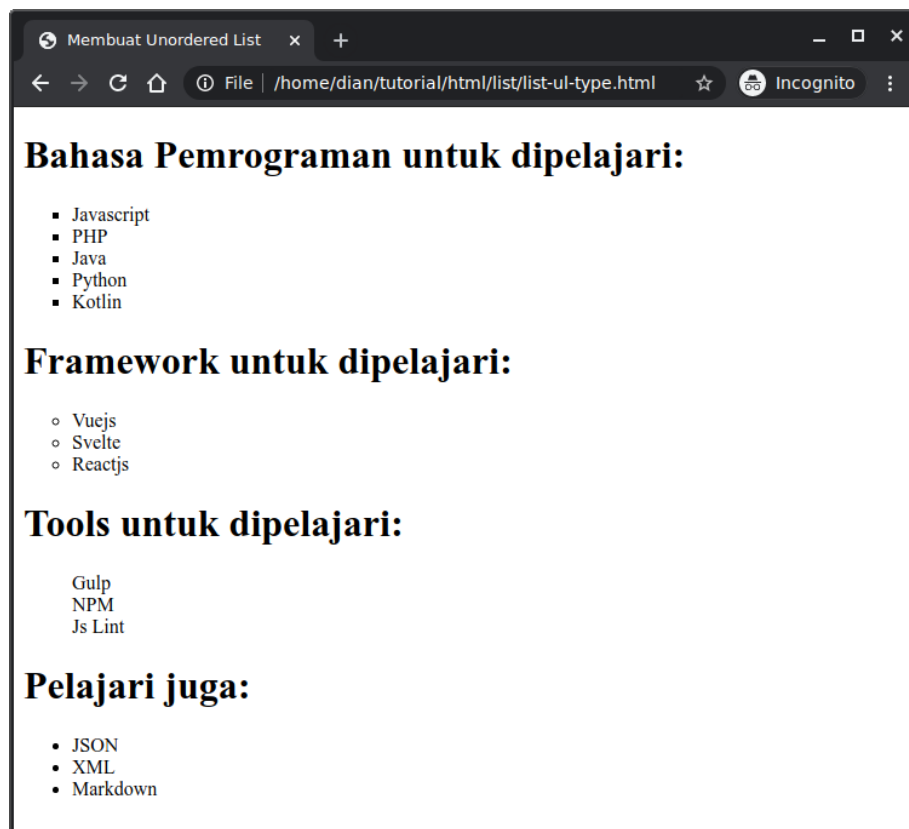 Membuat Unordered List
File /home/dian/tutorial/html/list/list-ul-type.html Incognito
Bahasa Pemrograman untuk dipelajari:
Javascript
PHP
Java
Python
Kotlin
Framework untuk dipelajari:
Vuejs
Svelte
Reactjs
Tools untuk dipelajari:
Gulp
NPM
Js Lint
Pelajari juga:
JSON
XML
Markdown